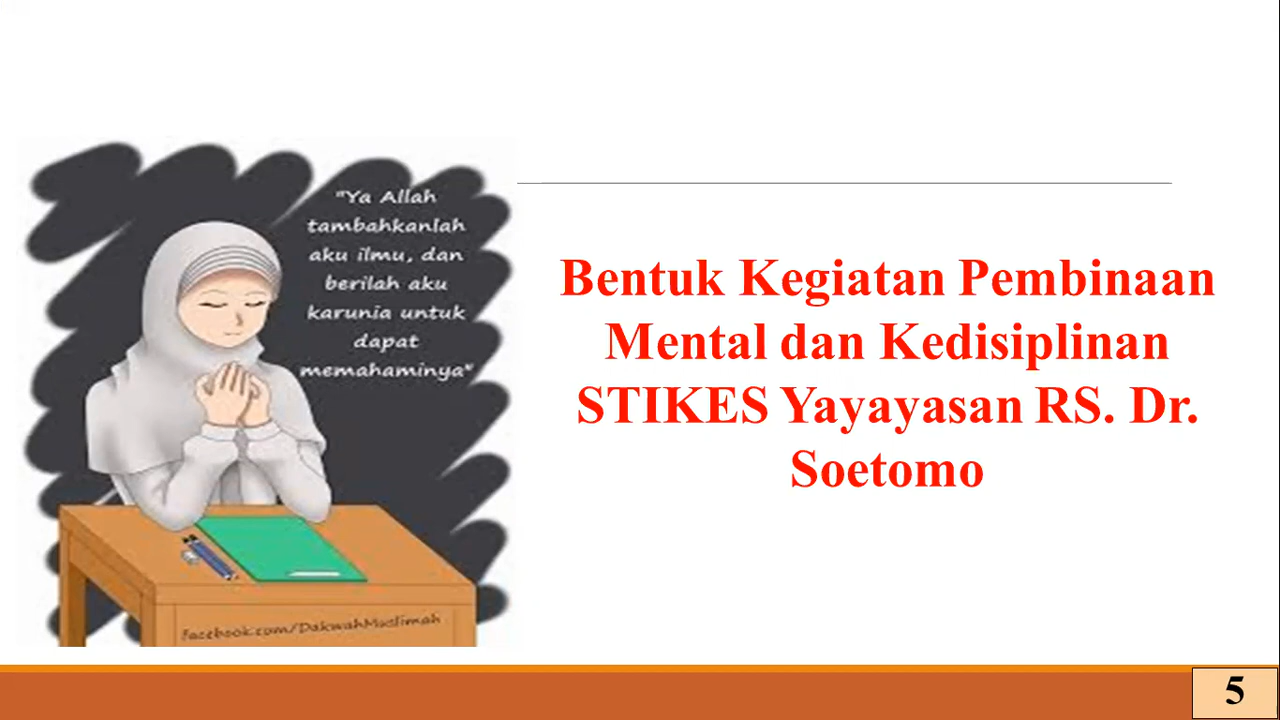 "Ya Allah
tambahkanlah
aku ilmu, dan
berilah aku
karunia untuk
dapat
memahaminya"
facebook.com/DakwahMuslimah
Bentuk Kegiatan Pembinaan
Mental dan Kedisiplinan
STIKES Yayayasan RS. Dr.
Soetomo
5